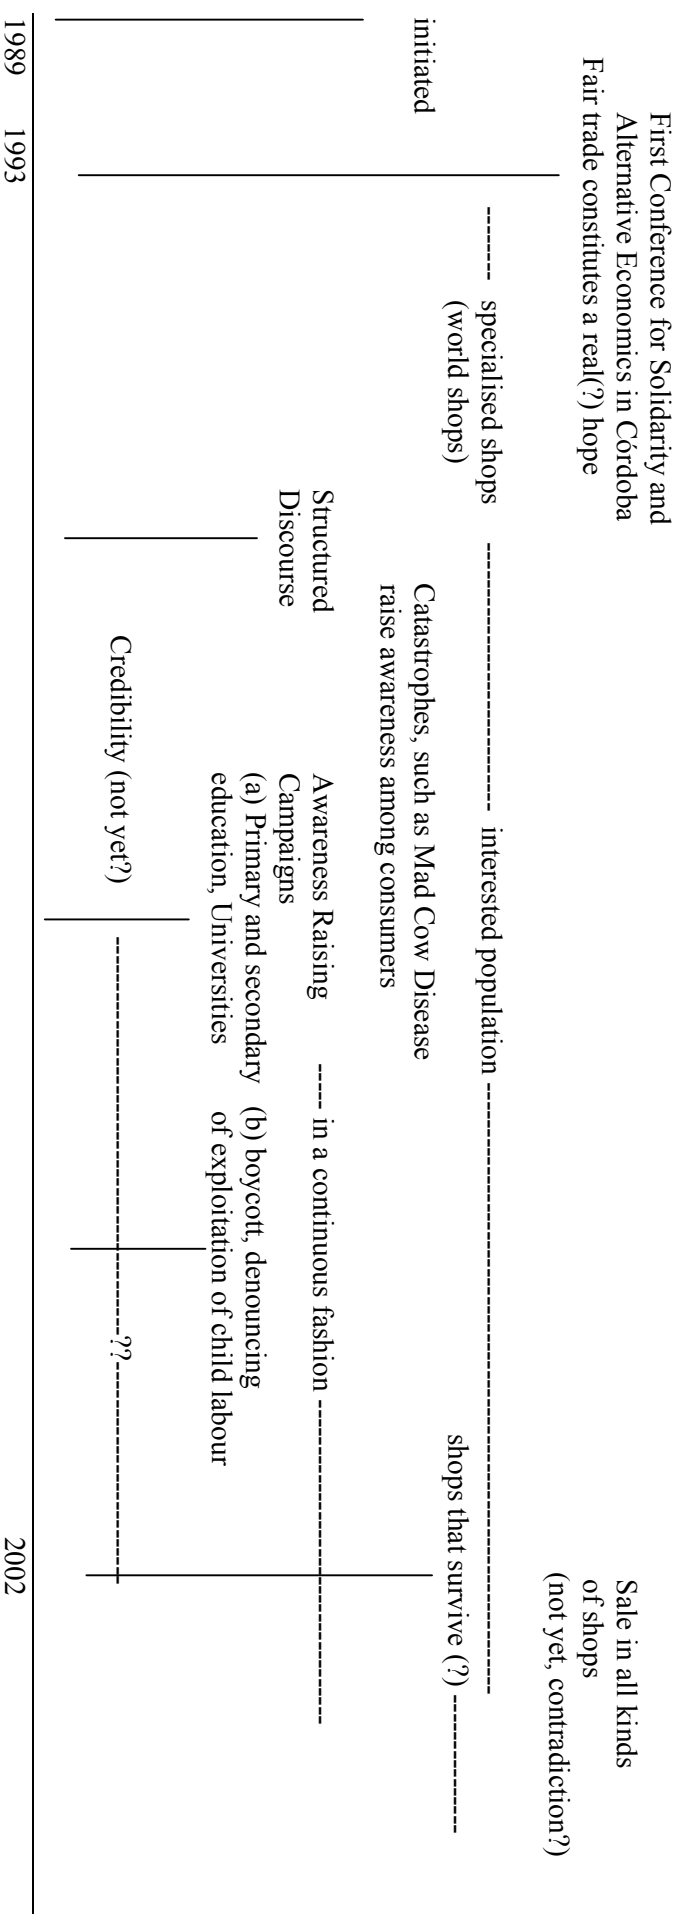 First Conference for Solidarity and
Alternative Economics in Córdoba
Fair trade constitutes a real(?) hope
Sale in all kinds
of shops
(not yet, contradiction?)
initiated
specialised shops
(world shops)
interested population
shops that survive (?)
Catastrophes, such as Mad Cow Disease
raise awareness among consumers
Structured
Discourse
Awareness Raising
Campaigns
(a) Primary and secondary
education, Universities
in a continuous fashion
(b) boycott, denouncing
of exploitation of child labour
Credibility (not yet?)
??
1989
1993
2002